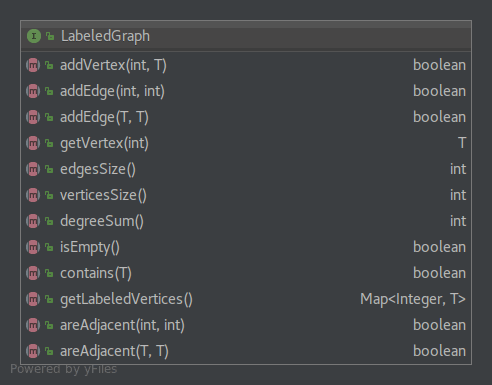 I LabeledGraph
m addVertex(int, T) boolean
m addEdge(int, int) boolean
m addEdge(T, T) boolean
m getVertex(int) T
m edgesSize() int
m verticesSize() int
m degreeSum() int
m isEmpty() boolean
m contains(T) boolean
m getLabeledVertices() Map<Integer, T>
m areAdjacent(int, int) boolean
m areAdjacent(T, T) boolean
Powered by yFiles